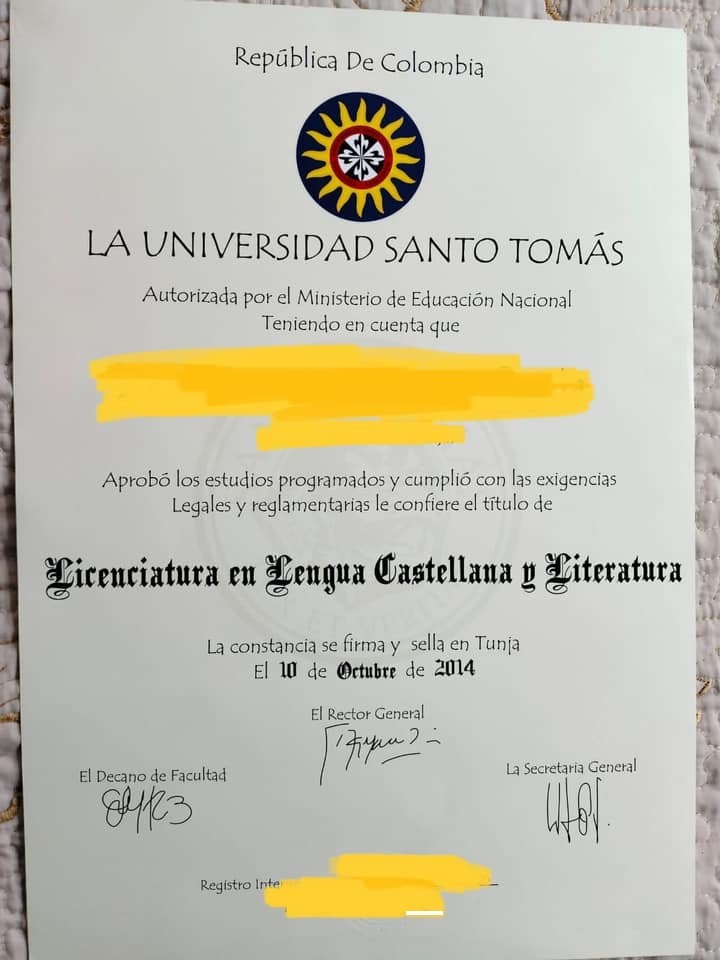 República De Colombia
LA UNIVERSIDAD SANTO TOMÁS
Autorizada por el Ministerio de Educación Nacional
Teniendo en cuenta que
Aprobó los estudios programados y cumplió con las exigencias
Legales y reglamentarias le confiere el título de
Licenciatura en Lengua Castellana y Literatura
La constancia se firma y sella en Tunja
El 10 de Octubre de 2014
El Rector General
El Decano de Facultad
La Secretaria General
Registro